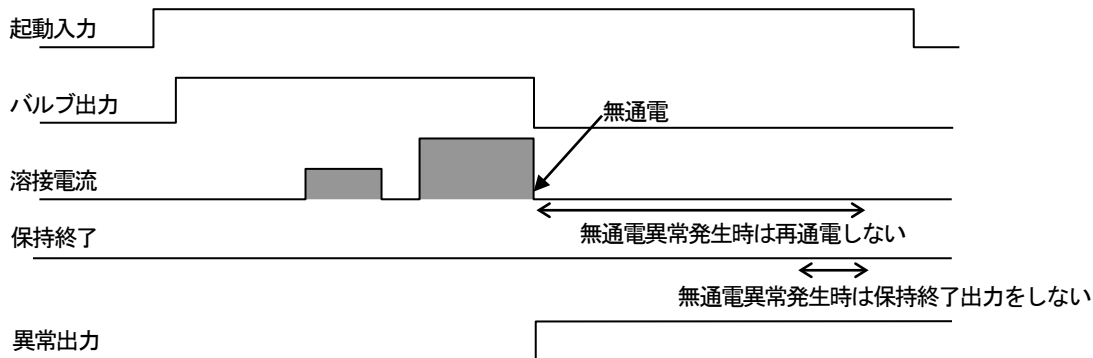 起動入力
バルブ出力
無通電
溶接電流
無通電異常発生時は再通電しない
保持終了
無通電異常発生時は保持終了出力をしない
異常出力